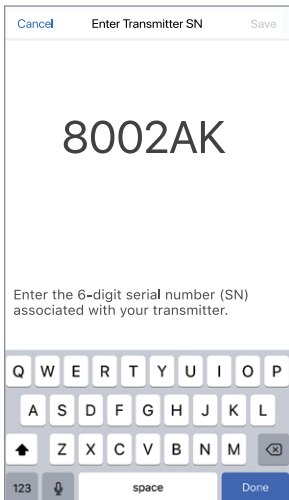 Cancel Enter Transmitter SN Save
8002AK
Enter the 6-digit serial number (SN)
associated with your transmitter.
Q W E R T Y U I O P
A S D F G H J K L
Z X C V B N M
123 space Done